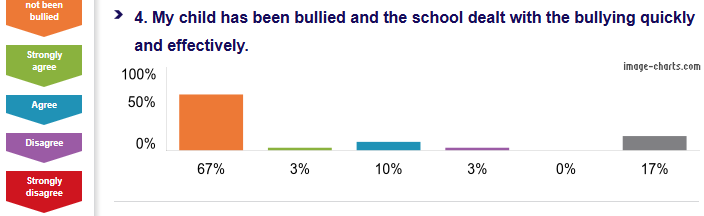 not been
bullied
Strongly
agree
Agree
Disagree
Strongly
disagree
4. My child has been bullied and the school dealt with the bullying quickly
and effectively.
image-charts.com
100%
50%
0%
67% 3% 10% 3% 0% 17%